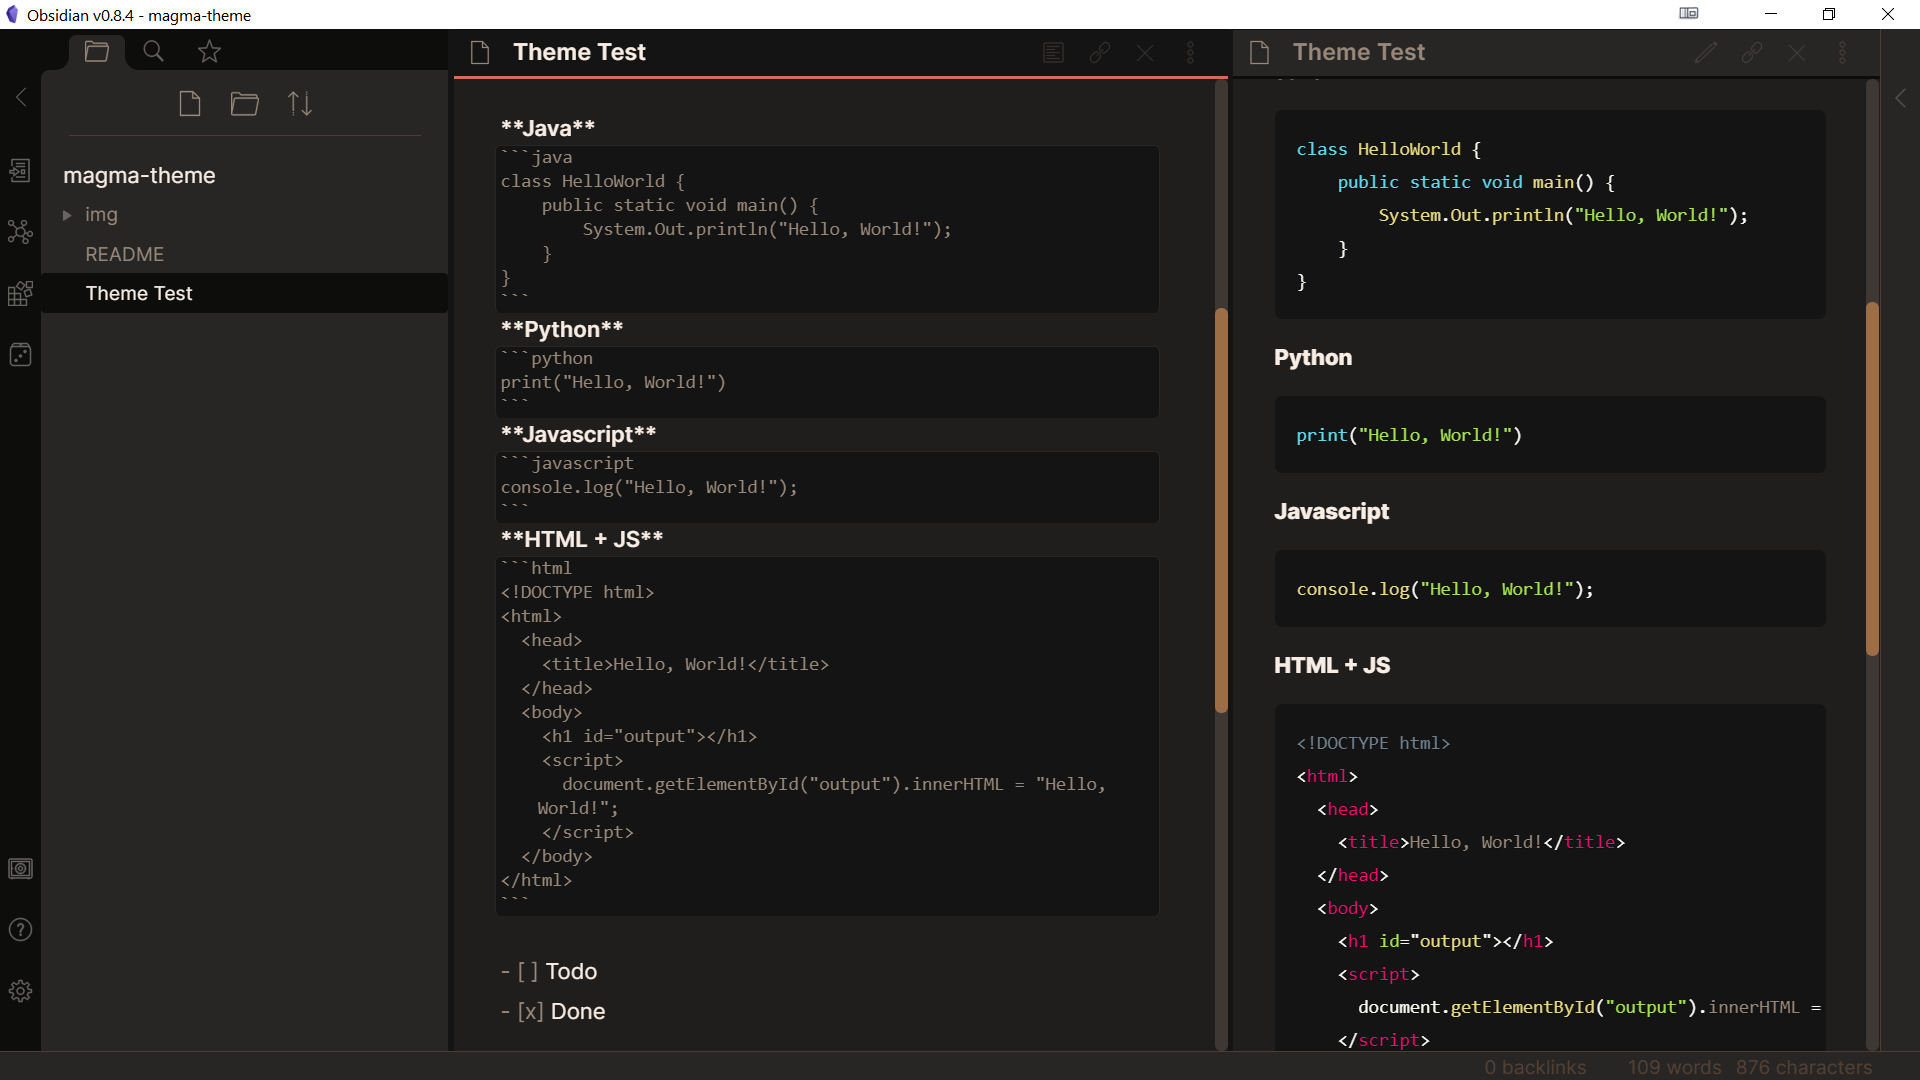 Obsidian v0.8.4 - magma-theme
magma-theme
img
README
Theme Test
Theme Test
**Java**
```java
class HelloWorld {
    public static void main() {
        System.Out.println("Hello, World!");
    }
}
```
**Python**
```python
print("Hello, World!")
```
**Javascript**
```javascript
console.log("Hello, World!");
```
**HTML + JS**
```html
<!DOCTYPE html>
<html>
  <head>
    <title>Hello, World!</title>
  </head>
  <body>
    <h1 id="output"></h1>
    <script>
      document.getElementById("output").innerHTML = "Hello,
World!";
    </script>
  </body>
</html>
```
- [ ] Todo
- [x] Done
Theme Test
class HelloWorld {
    public static void main() {
        System.Out.println("Hello, World!");
    }
}
Python
print("Hello, World!")
Javascript
console.log("Hello, World!");
HTML + JS
<!DOCTYPE html>
<html>
  <head>
    <title>Hello, World!</title>
  </head>
  <body>
    <h1 id="output"></h1>
    <script>
      document.getElementById("output").innerHTML =
    </script>
0 backlinks 109 words 876 characters